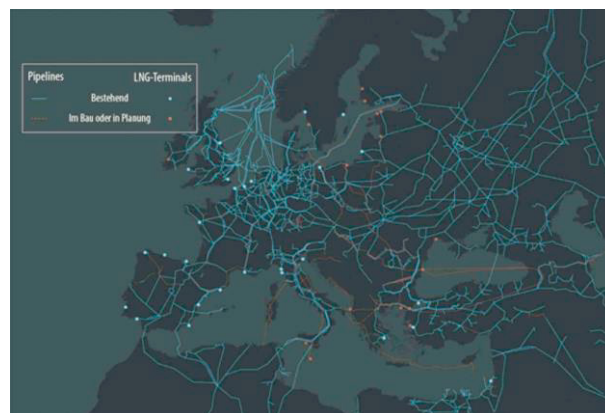 Pipelines LNG-Terminals
Bestehend
Im Bau oder in Planung